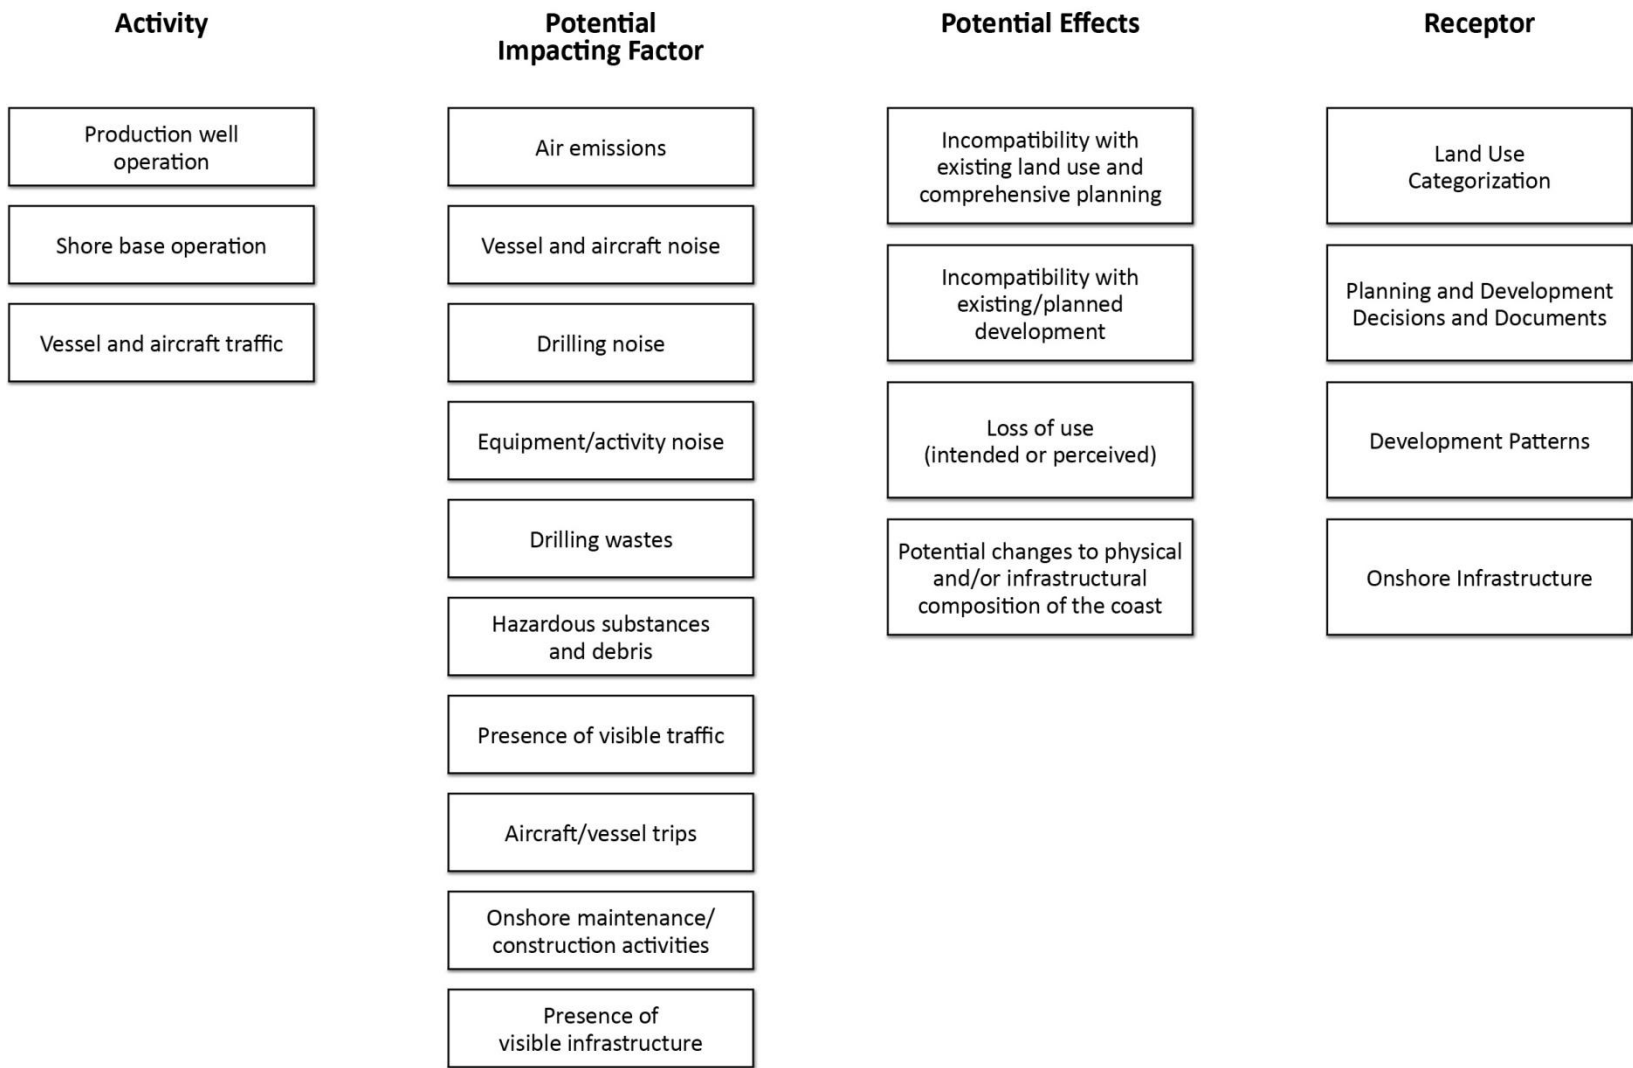 Activity
Potential
Impacting Factor
Potential Effects
Receptor
Production well
operation
Shore base operation
Vessel and aircraft traffic
Air emissions
Vessel and aircraft noise
Drilling noise
Equipment/activity noise
Drilling wastes
Hazardous substances
and debris
Presence of visible traffic
Aircraft/vessel trips
Onshore maintenance/
construction activities
Presence of
visible infrastructure
Incompatibility with
existing land use and
comprehensive planning
Incompatibility with
existing/planned
development
Loss of use
(intended or perceived)
Potential changes to physical
and/or infrastructural
composition of the coast
Land Use
Categorization
Planning and Development
Decisions and Documents
Development Patterns
Onshore Infrastructure